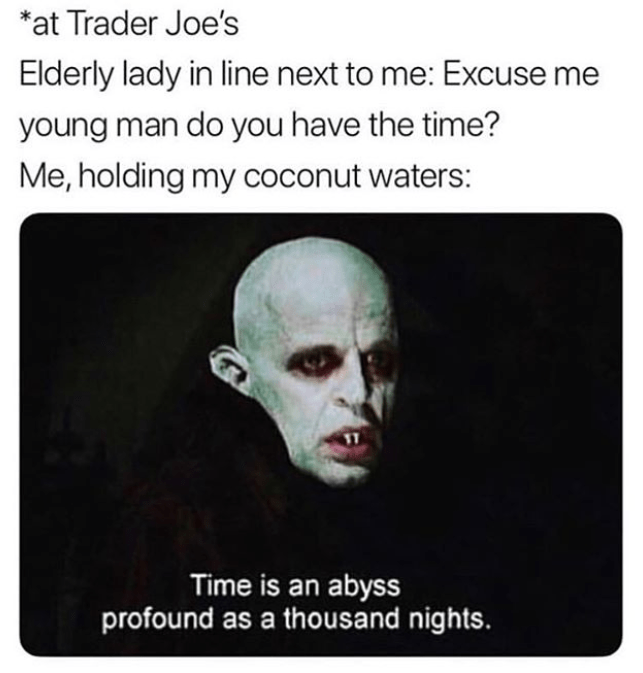 *at Trader Joe's
Elderly lady in line next to me: Excuse me
young man do you have the time?
Me, holding my coconut waters:
Time is an abyss
profound as a thousand nights.